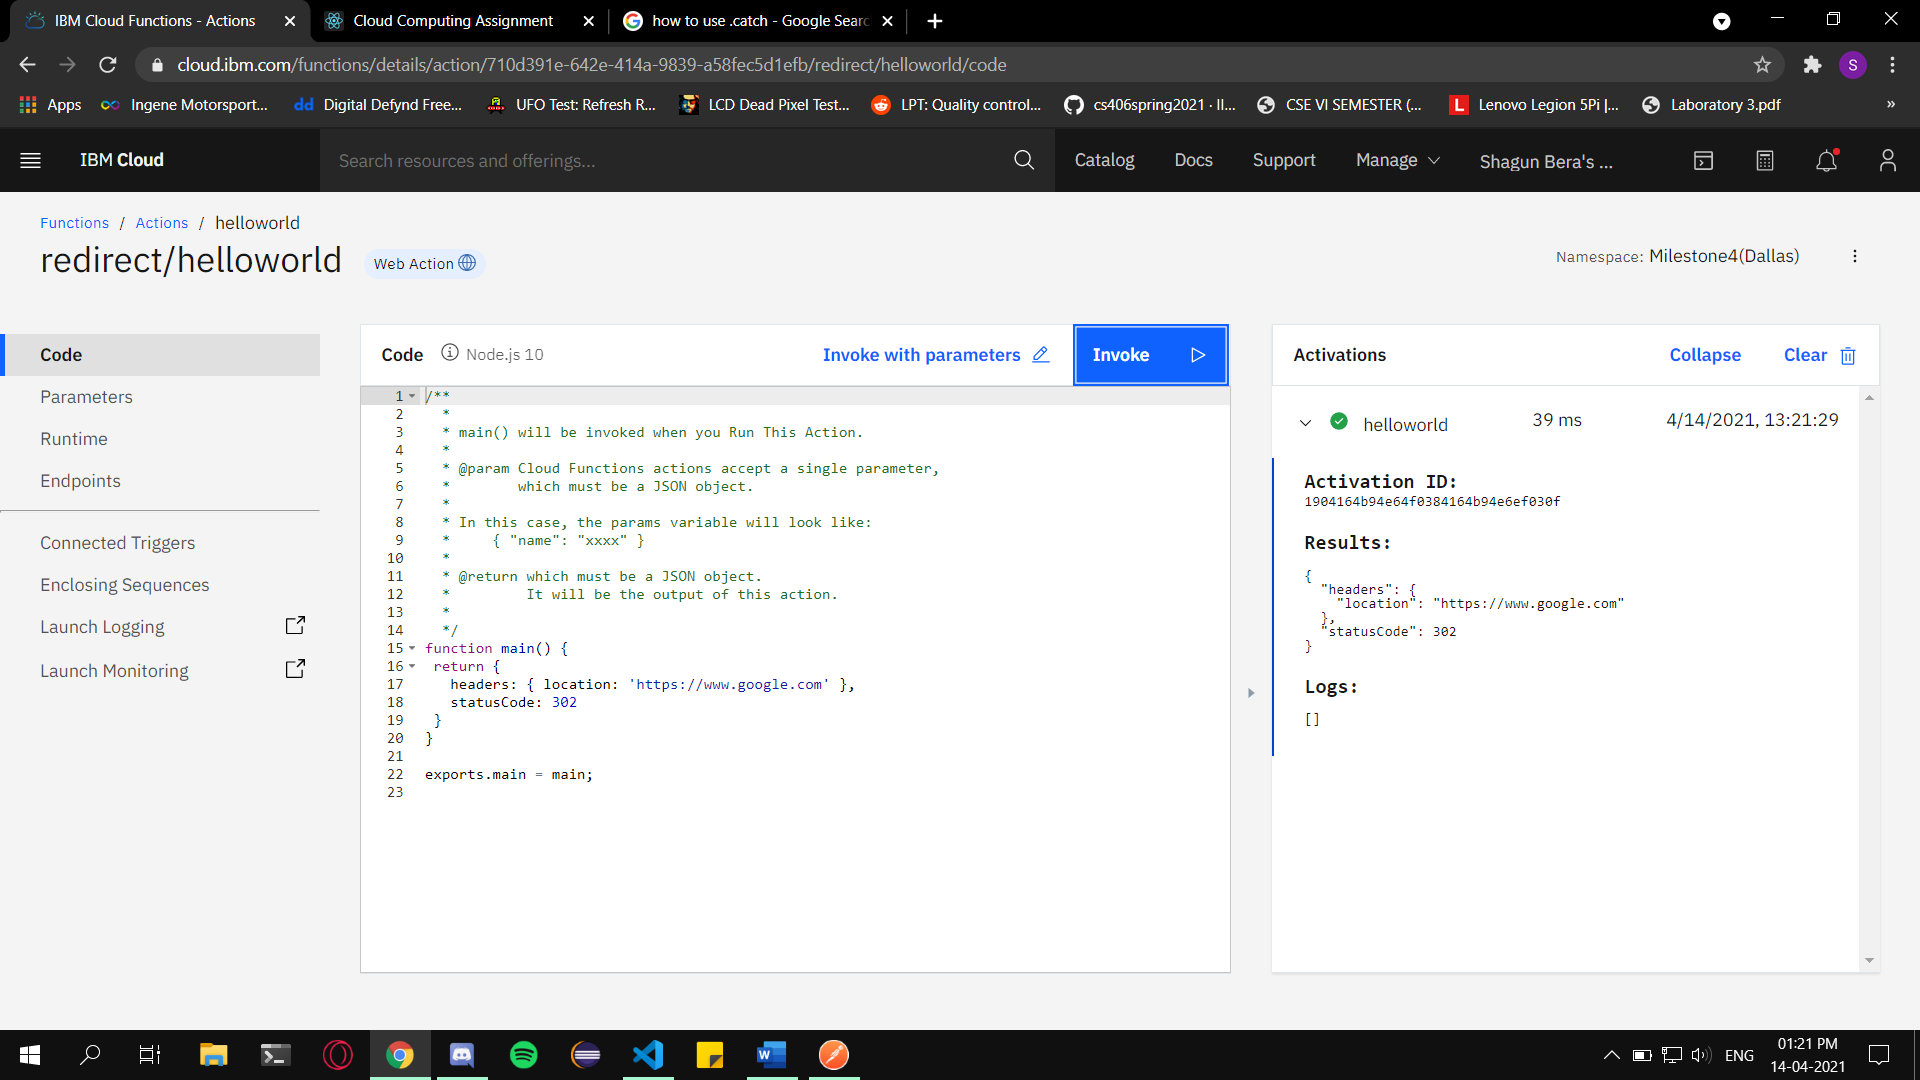 IBM Cloud Functions - Actions
Cloud Computing Assignment
how to use .catch - Google Searc
cloud.ibm.com/functions/details/action/710d391e-642e-414a-9839-a58fec5d1efb/redirect/helloworld/code
S
Apps
Ingene Motorsport...
dd Digital Defynd Free...
UFO Test: Refresh R...
LCD Dead Pixel Test...
LPT: Quality control...
cs406spring2021 · II...
CSE VI SEMESTER (...
L Lenovo Legion 5Pi |...
Laboratory 3.pdf
»
IBM Cloud
Search resources and offerings...
Catalog
Docs
Support
Manage
Shagun Bera's ...
Functions / Actions / helloworld
redirect/helloworld
Web Action
Namespace: Milestone4(Dallas)
Code
Parameters
Runtime
Endpoints
Connected Triggers
Enclosing Sequences
Launch Logging
Launch Monitoring
Code
Node.js 10
Invoke with parameters
Invoke
1 /**
2 *
3 * main() will be invoked when you Run This Action.
4 *
5 * @param Cloud Functions actions accept a single parameter,
6 * which must be a JSON object.
7 *
8 * In this case, the params variable will look like:
9 * { "name": "xxxx" }
10 *
11 * @return which must be a JSON object.
12 * It will be the output of this action.
13 *
14 */
15 function main() {
16 return {
17 headers: { location: 'https://www.google.com' },
18 statusCode: 302
19 }
20 }
21
22 exports.main = main;
23
Activations
Collapse
Clear
helloworld
39 ms
4/14/2021, 13:21:29
Activation ID:
1904164b94e64f0384164b94e6ef030f
Results:
{
"headers": {
"location": "https://www.google.com"
},
"statusCode": 302
}
Logs:
[]
W
ENG
01:21 PM
14-04-2021